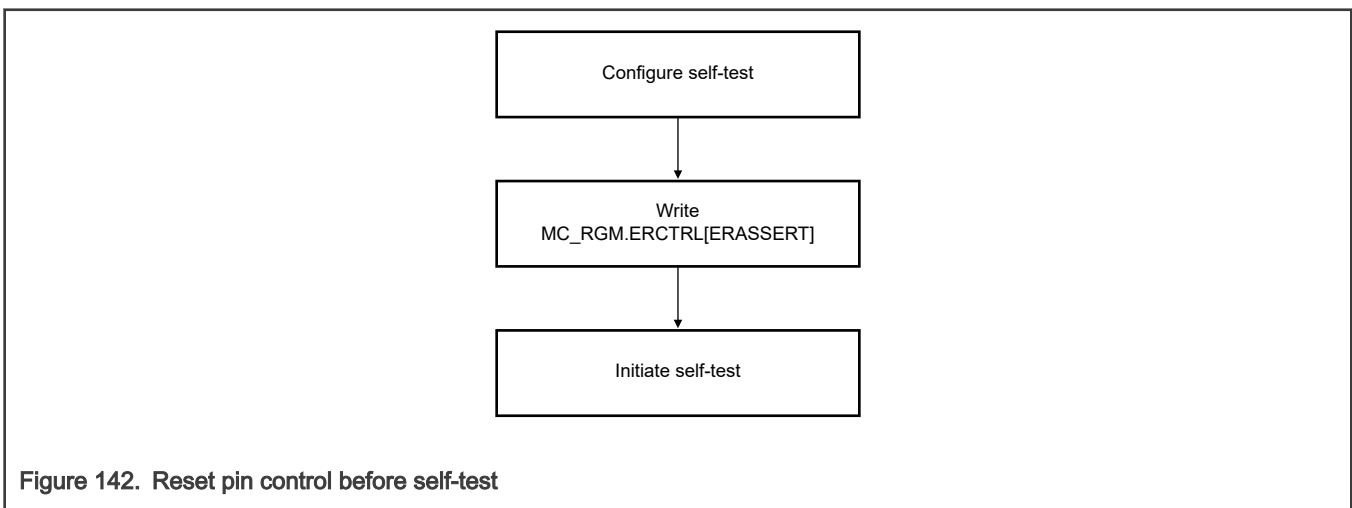 Configure self-test
Write
MC_RGM.ERCTRL[ERASSERT]
Initiate self-test
Figure 142. Reset pin control before self-test